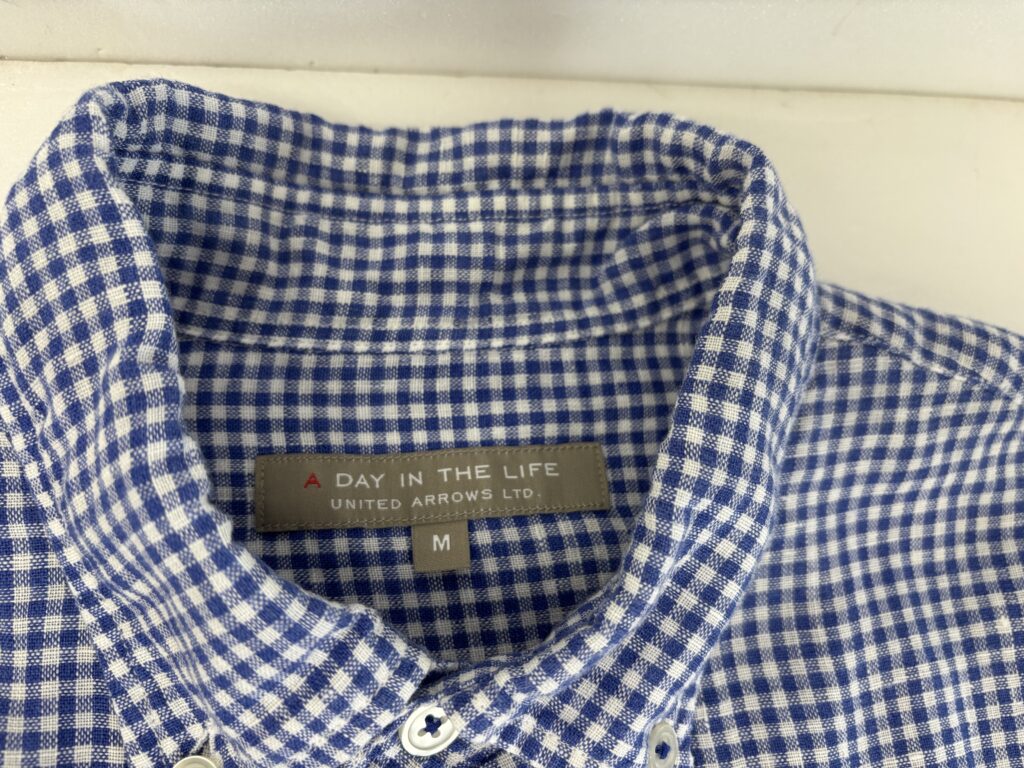 A DAY IN THE LIFE
UNITED ARROWS LTD.
M